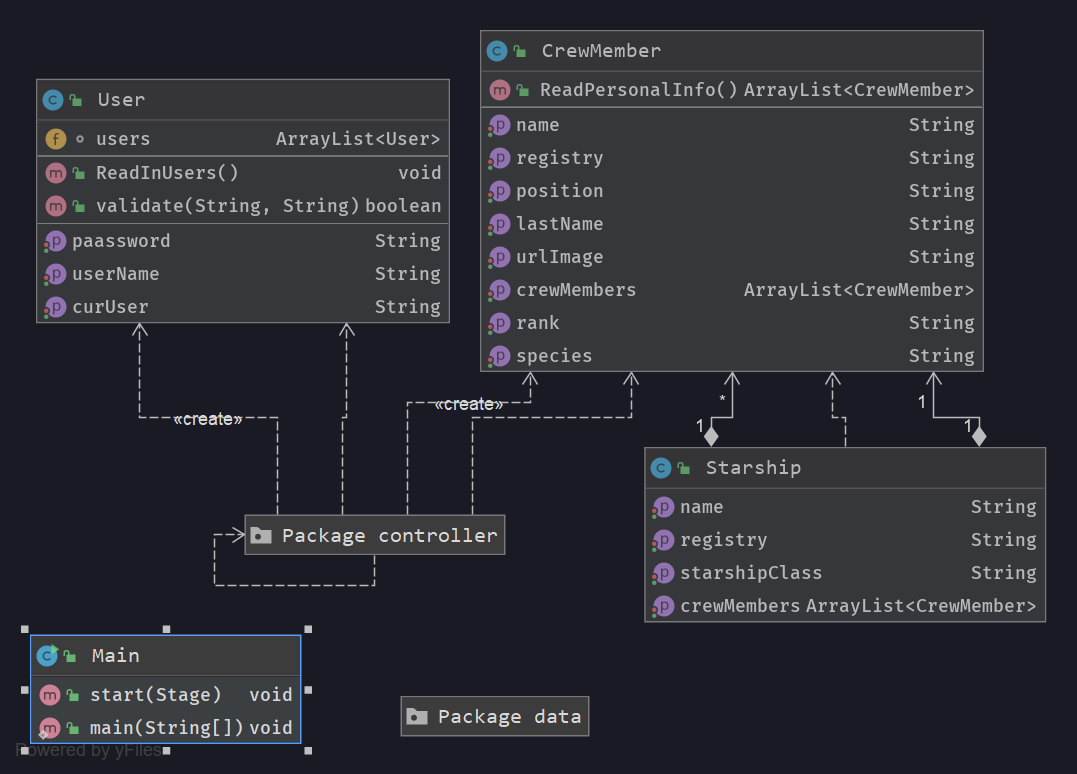 CrewMember
ReadPersonalInfo() ArrayList<CrewMember>
name String
registry String
position String
lastName String
urlImage String
crewMembers ArrayList<CrewMember>
rank String
species String
User
users ArrayList<User>
ReadInUsers() void
validate(String, String) boolean
paassword String
userName String
curUser String
«create»
«create»
*
1
1
1
Starship
name String
registry String
starshipClass String
crewMembers ArrayList<CrewMember>
Package controller
Main
start(Stage) void
main(String[]) void
Package data
Powered by yFiles